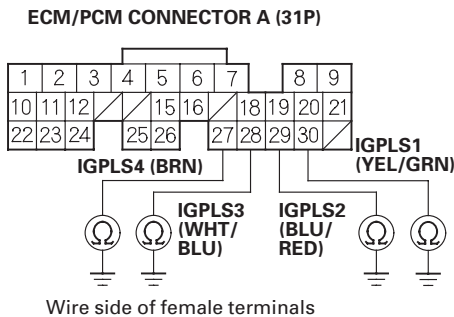 ECM/PCM CONNECTOR A (31P)
1 2 3 4 5 6 7 8 9
10 11 12 15 16 18 19 20 21
22 23 24 25 26 27 28 29 30
IGPLS1
(YEL/GRN)
IGPLS4 (BRN)
IGPLS3
(WHT/
BLU)
IGPLS2
(BLU/
RED)
Ω Ω Ω Ω
Wire side of female terminals